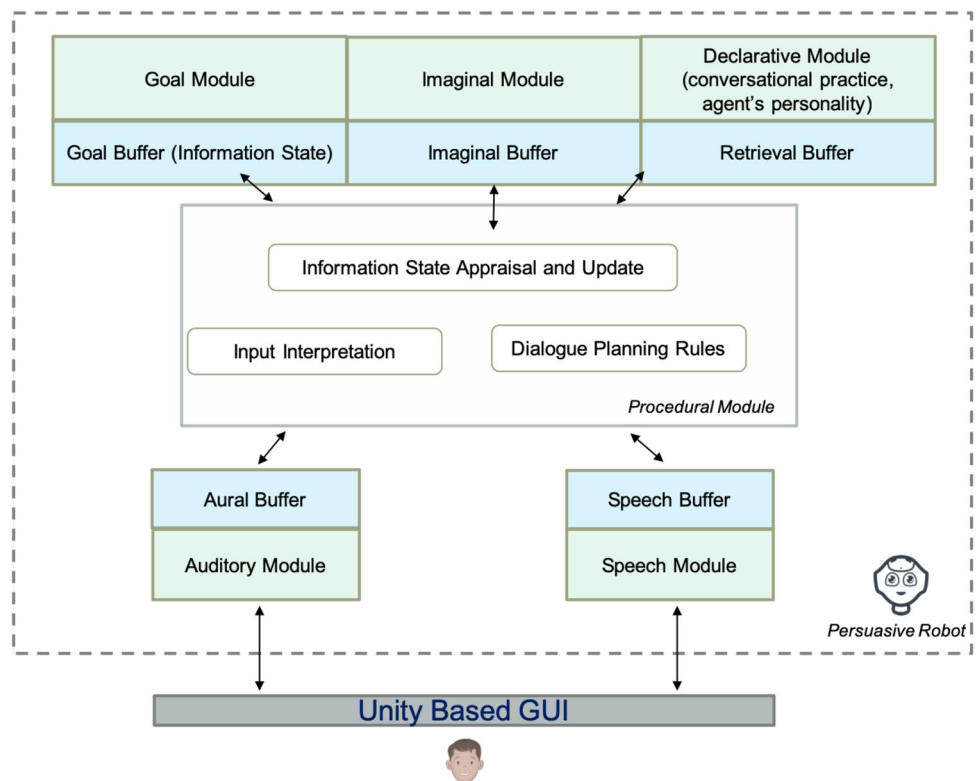 Goal Module
Imaginal Module
Declarative Module
(conversational practice,
agent's personality)
Goal Buffer (Information State)
Imaginal Buffer
Retrieval Buffer
Information State Appraisal and Update
Input Interpretation
Dialogue Planning Rules
Procedural Module
Aural Buffer
Speech Buffer
Auditory Module
Speech Module
Persuasive Robot
Unity Based GUI